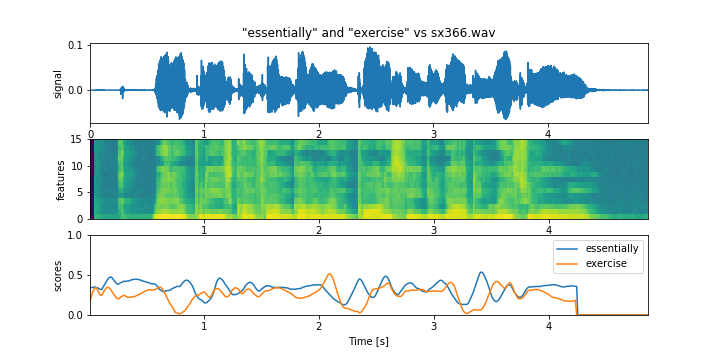 "essentially" and "exercise" vs sx366.wav
0.1
0.0
signal
0 1 2 3 4
15
10
5
0
features
1 2 3 4
1.0
0.5
0.0
scores
essentially
exercise
1 2 3 4
Time [s]